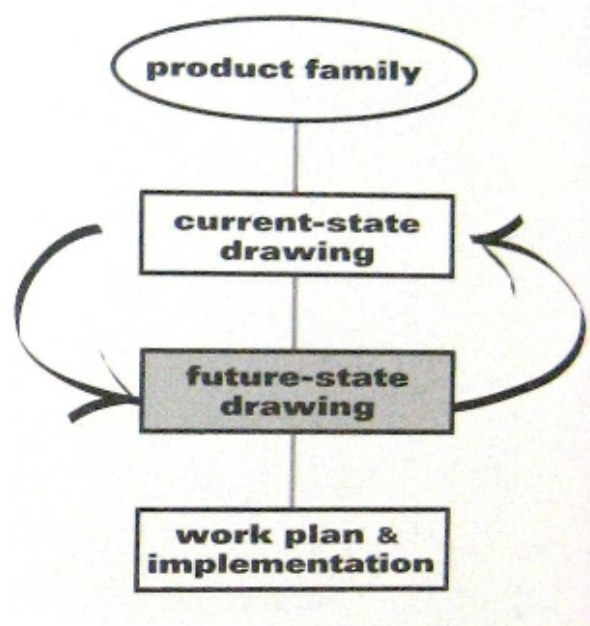 product family
current-state
drawing
future-state
drawing
work plan &
implementation